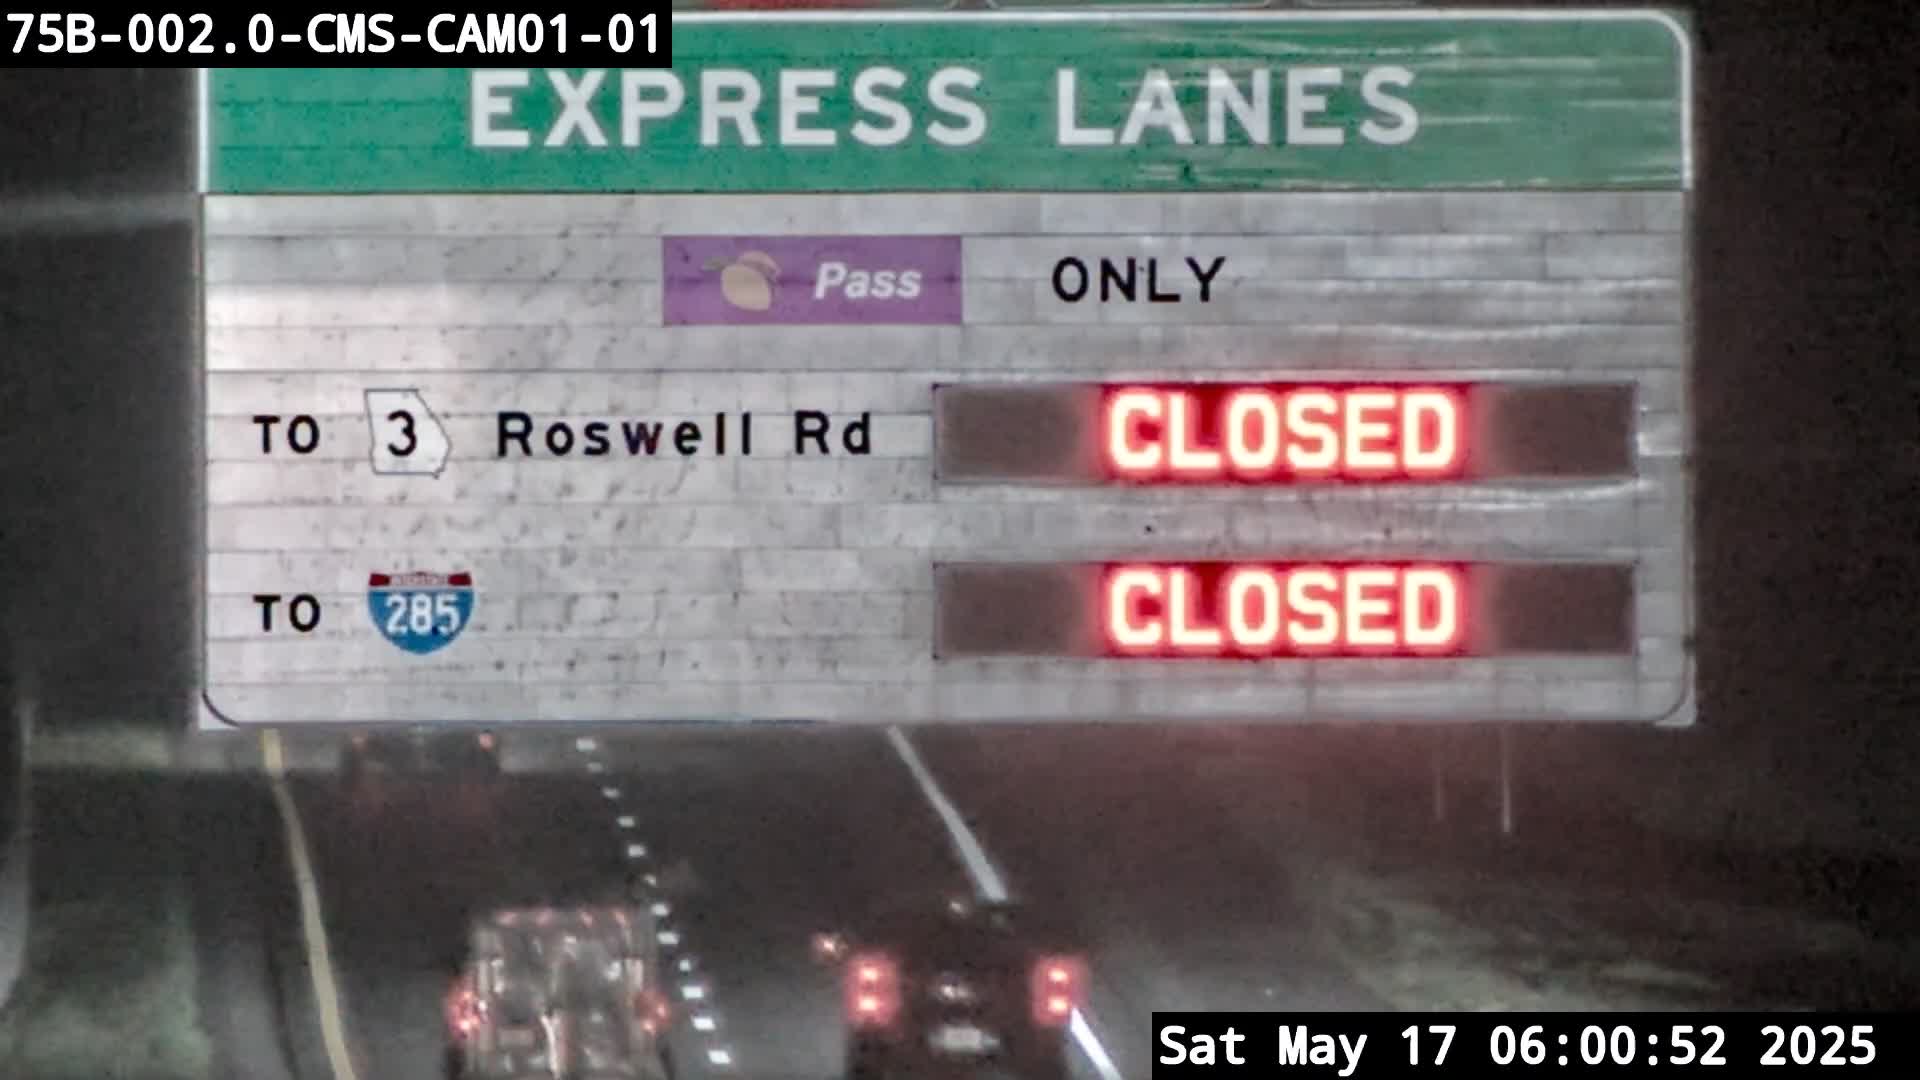 75B-002.0-CMS-CAM01-01
EXPRESS LANES
Pass ONLY
TO 3 Roswell Rd CLOSED
INTERSTATE
TO 285 CLOSED
Sat May 17 06:00:52 2025